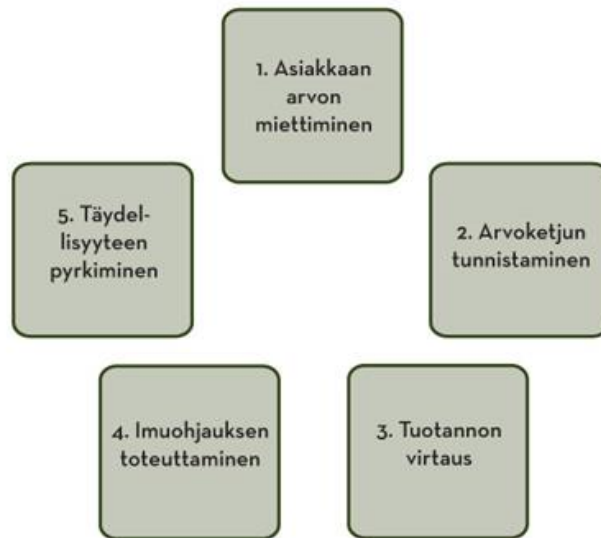 1. Asiakkaan
arvon
miettiminen
2. Arvoketjun
tunnistaminen
3. Tuotannon
virtaus
4. Imuohjauksen
toteuttaminen
5. Täydel-
lisyyteen
pyrkiminen